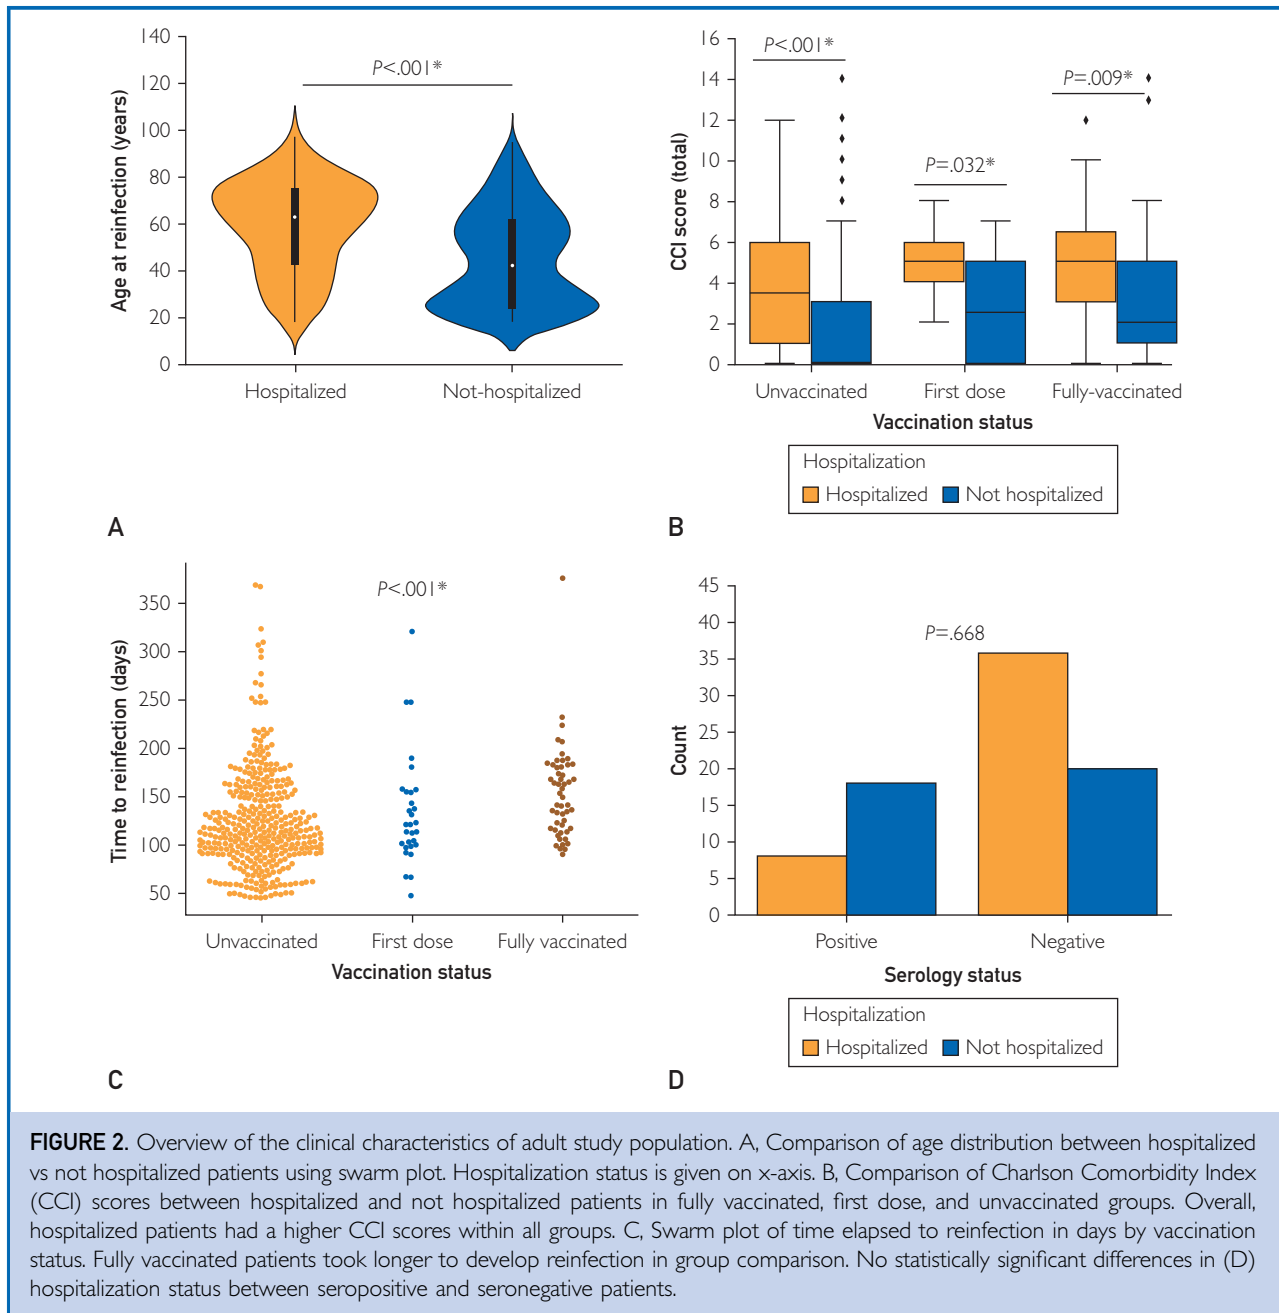 140
120
100
80
60
40
20
0
Age at reinfection (years)
P<.001*
Hospitalized
Not-hospitalized
A
16
14
12
10
8
6
4
2
0
CCI score (total)
P<.001*
P=.032*
P=.009*
Unvaccinated
First dose
Fully-vaccinated
Vaccination status
Hospitalization
Hospitalized
Not hospitalized
B
350
300
250
200
150
100
50
Time to reinfection (days)
P<.001*
Unvaccinated
First dose
Fully vaccinated
Vaccination status
C
45
40
35
30
25
20
15
10
5
0
Count
P=.668
Positive
Negative
Serology status
Hospitalization
Hospitalized
Not hospitalized
D
FIGURE 2. Overview of the clinical characteristics of adult study population. A, Comparison of age distribution between hospitalized
vs not hospitalized patients using swarm plot. Hospitalization status is given on x-axis. B, Comparison of Charlson Comorbidity Index
(CCI) scores between hospitalized and not hospitalized patients in fully vaccinated, first dose, and unvaccinated groups. Overall,
hospitalized patients had a higher CCI scores within all groups. C, Swarm plot of time elapsed to reinfection in days by vaccination
status. Fully vaccinated patients took longer to develop reinfection in group comparison. No statistically significant differences in (D)
hospitalization status between seropositive and seronegative patients.